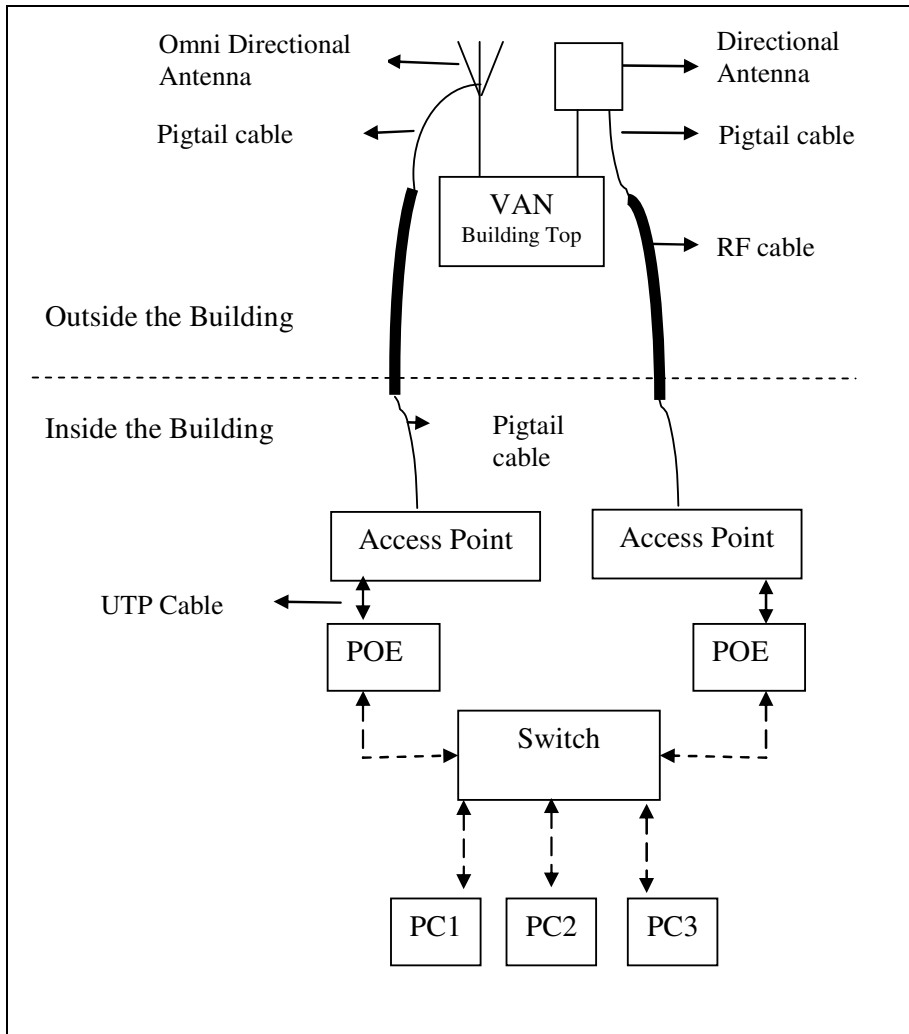 Omni Directional
Antenna
Directional
Antenna
Pigtail cable
Pigtail cable
VAN
Building Top
RF cable
Outside the Building
Inside the Building
Pigtail
cable
Access Point
Access Point
UTP Cable
POE
POE
Switch
PC1
PC2
PC3